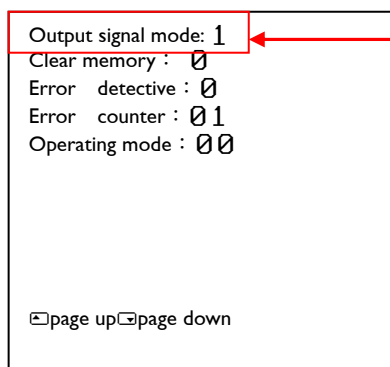 Output signal mode: 1
Clear memory： 0
Error detective：0
Error counter：01
Operating mode：00
page up page down